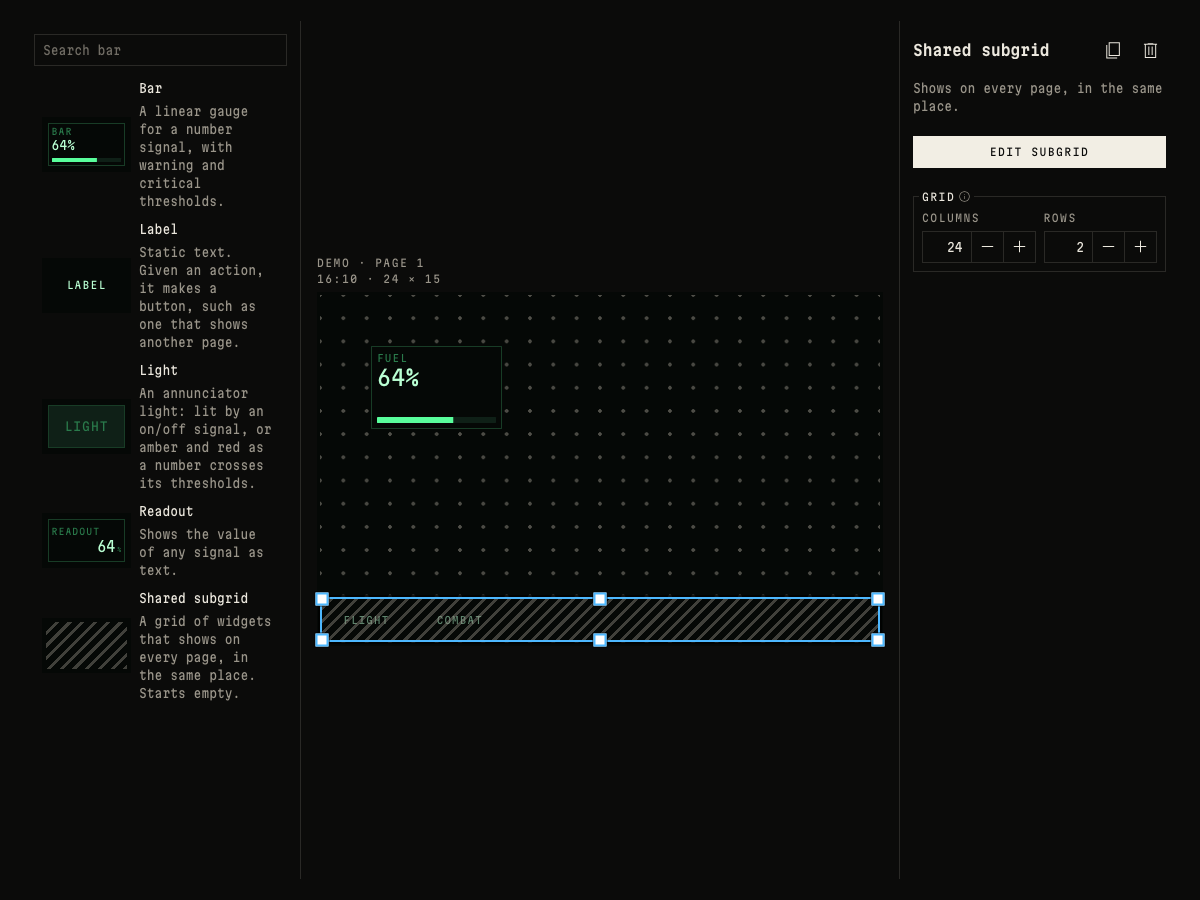 Search bar
Bar
A linear gauge
for a number
signal, with
warning and
critical
thresholds.
BAR
64%
Label
Static text.
Given an action,
it makes a
button, such as
one that shows
another page.
LABEL
Light
An annunciator
light: lit by an
on/off signal, or
amber and red as
a number crosses
its thresholds.
LIGHT
Readout
Shows the value
of any signal as
text.
READOUT
64%
Shared subgrid
A grid of widgets
that shows on
every page, in
the same place.
Starts empty.
DEMO · PAGE 1
16:10 · 24 × 15
FUEL
64%
FLIGHT COMBAT
Shared subgrid
Shows on every page, in the same
place.
EDIT SUBGRID
GRID
COLUMNS ROWS
24 2